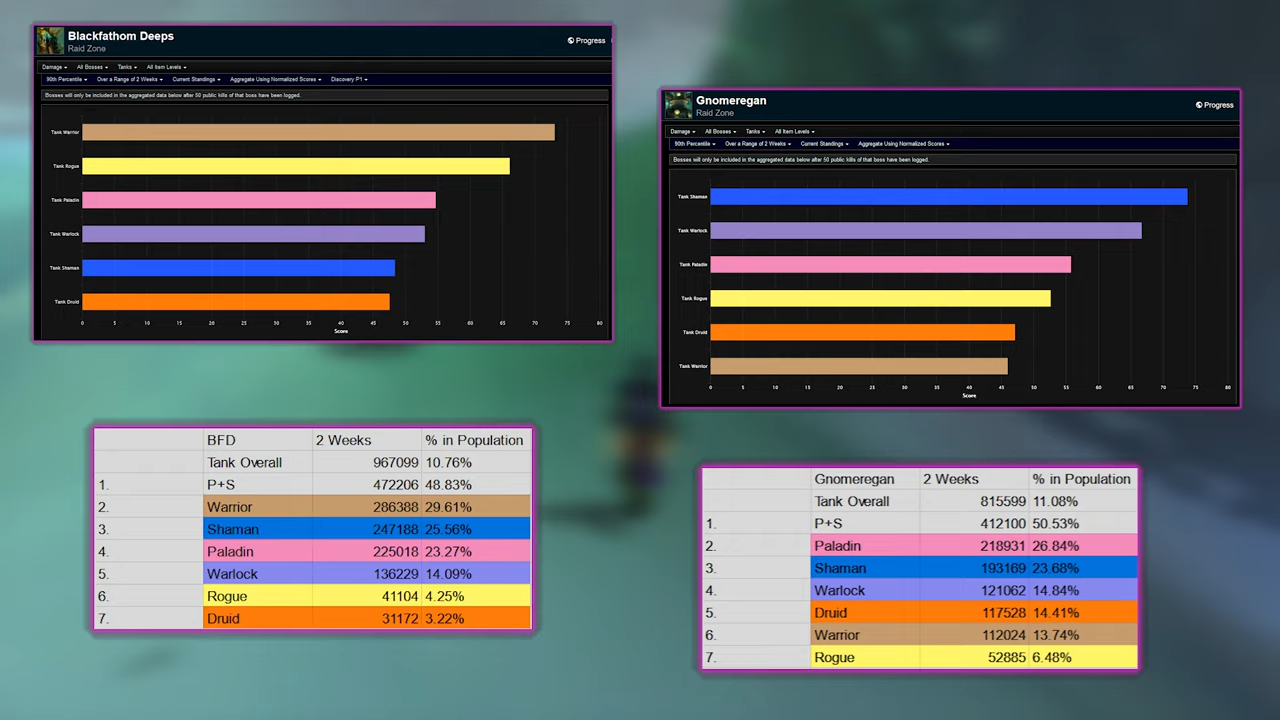 Blackfathom Deeps
Raid Zone
Progress
Damage All Bosses Tanks All Item Levels
90th Percentile Over a Range of 2 Weeks Current Standings Aggregate Using Normalized Scores Discovery P1
Bosses will only be included in the aggregated data below after 50 public kills of that boss have been logged.
Tank Warrior
Tank Rogue
Tank Paladin
Tank Warlock
Tank Shaman
Tank Druid
0 5 10 15 20 25 30 35 40 45 50 55 60 65 70 75 80
Score
Gnomeregan
Raid Zone
Progress
Damage All Bosses Tanks All Item Levels
90th Percentile Over a Range of 2 Weeks Current Standings Aggregate Using Normalized Scores
Bosses will only be included in the aggregated data below after 50 public kills of that boss have been logged.
Tank Shaman
Tank Warlock
Tank Paladin
Tank Rogue
Tank Druid
Tank Warrior
0 5 10 15 20 25 30 35 40 45 50 55 60 65 70 75 80
Score
BFD 2 Weeks % in Population
Tank Overall 967099 10.76%
1. P+S 472206 48.83%
2. Warrior 286388 29.61%
3. Shaman 247188 25.56%
4. Paladin 225018 23.27%
5. Warlock 136229 14.09%
6. Rogue 41104 4.25%
7. Druid 31172 3.22%
Gnomeregan 2 Weeks % in Population
Tank Overall 815599 11.08%
1. P+S 412100 50.53%
2. Paladin 218931 26.84%
3. Shaman 193169 23.68%
4. Warlock 121062 14.84%
5. Druid 117528 14.41%
6. Warrior 112024 13.74%
7. Rogue 52885 6.48%